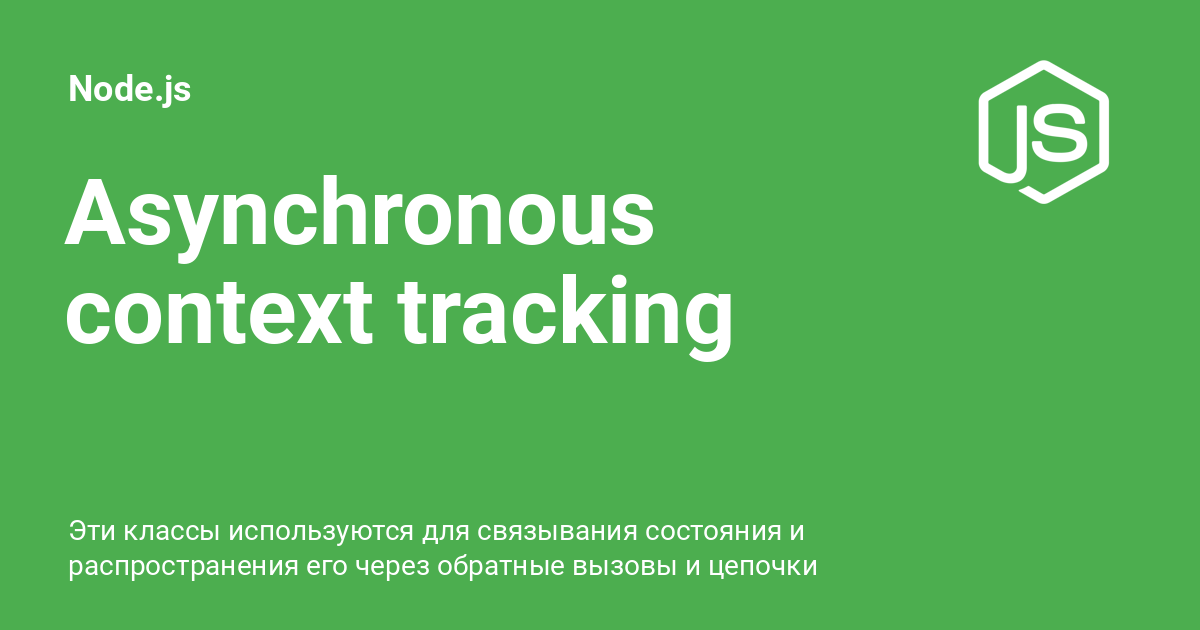 Node.js
JS
Asynchronous
context tracking
Эти классы используются для связывания состояния и
распространения его через обратные вызовы и цепочки